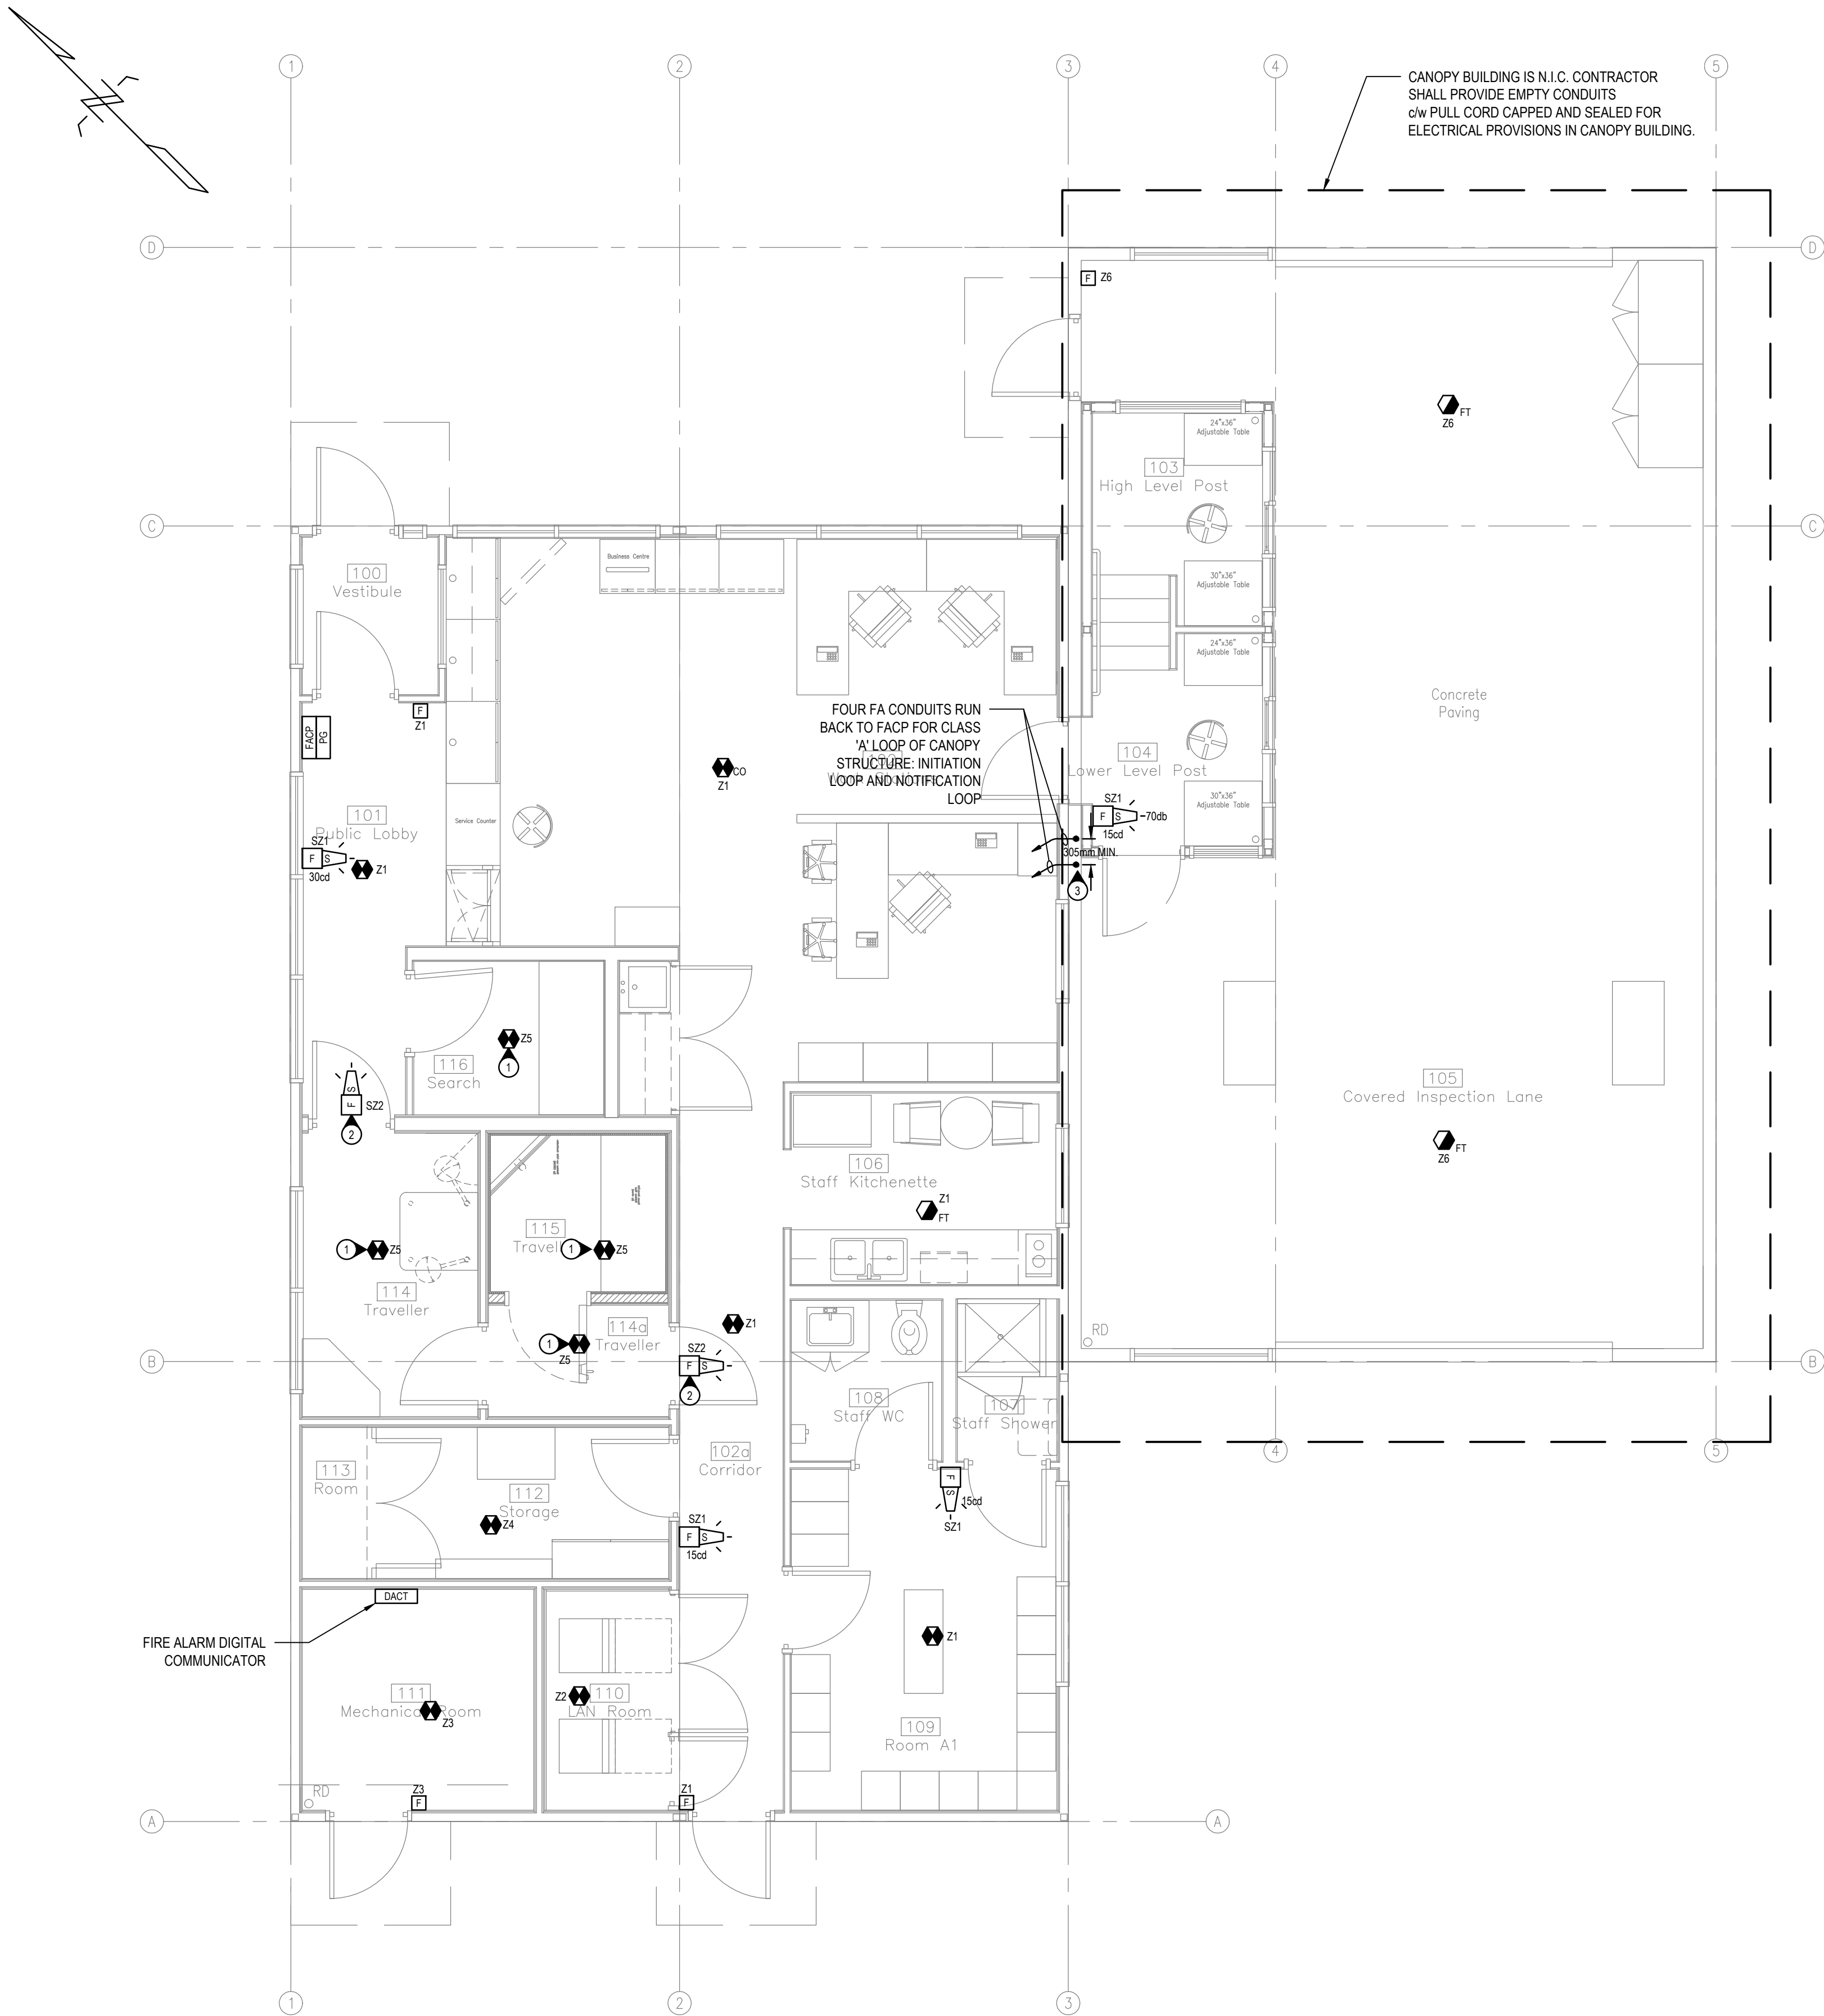 1
2
3
4
5
CANOPY BUILDING IS N.I.C. CONTRACTOR
SHALL PROVIDE EMPTY CONDUITS
c/w PULL CORD CAPPED AND SEALED FOR
ELECTRICAL PROVISIONS IN CANOPY BUILDING.
D
D
F Z6
FT
Z6
24"x36"
Adjustable Table
103
High Level Post
C
C
Business Centre
100
Vestibule
30"x36"
Adjustable Table
24"x36"
Adjustable Table
F
Z1
FACP
PG
FOUR FA CONDUITS RUN
BACK TO FACP FOR CLASS
'A' LOOP OF CANOPY
STRUCTURE: INITIATION
LOOP AND NOTIFICATION
LOOP
Concrete
Paving
104
Lower Level Post
CO
Z1
30"x36"
Adjustable Table
101
Public Lobby
Service Counter
SZ1
F S
70db
15cd
SZ1
F S
30cd
Z1
305mm MIN.
3
Z5
1
116
Search
S
F
SZ2
2
105
Covered Inspection Lane
FT
Z6
106
Staff Kitchenette
Z1
FT
115
1
Z5
1
Z5
114
Traveller
Z1
1
Z5
114a
Traveller
RD
B
B
SZ2
F S
2
108
Staff WC
107
Staff Shower
102a
Corridor
4
5
113
Room
112
Storage
Z4
F
S
15cd
SZ1
SZ1
F S
15cd
DACT
FIRE ALARM DIGITAL
COMMUNICATOR
Z1
111
Mechanical Room
Z3
Z2
110
LAN Room
109
Room A1
RD
Z3
F
Z1
F
A
A
1
2
3